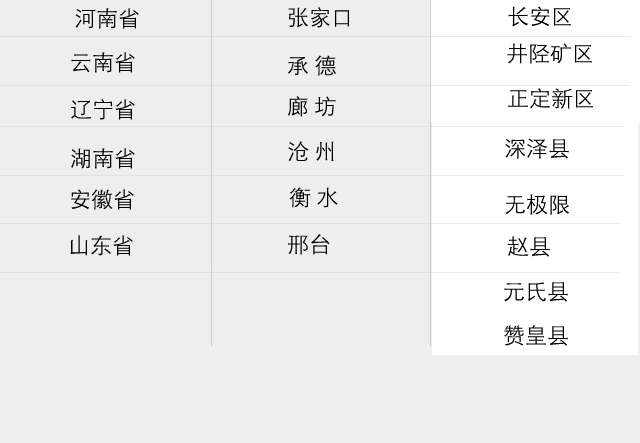 河南省 张家口 长安区
云南省 承 德 井陉矿区
辽宁省 廊 坊 正定新区
湖南省 沧 州 深泽县
安徽省 衡 水 无极限
山东省 邢台 赵县
元氏县
赞皇县